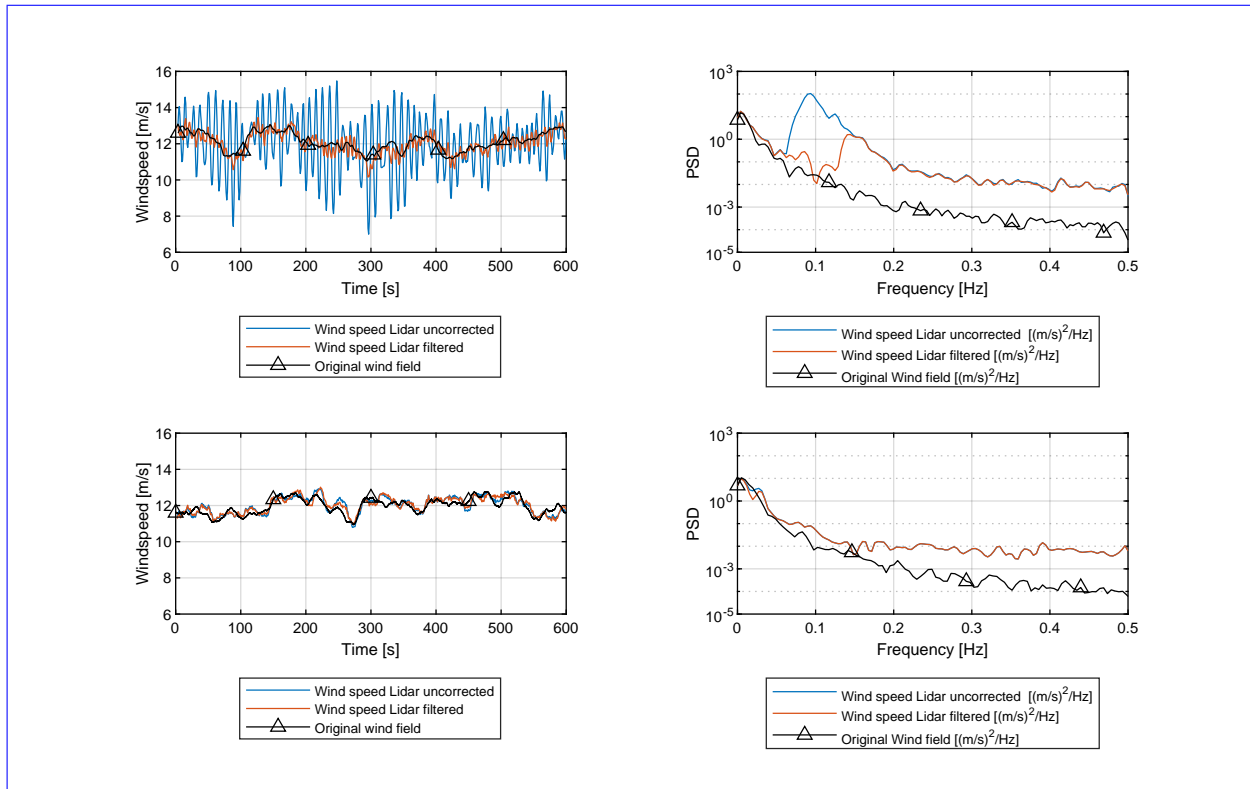 16
14
12
10
8
6
Windspeed [m/s]
0 100 200 300 400 500 600
Time [s]
Wind speed Lidar uncorrected
Wind speed Lidar filtered
Original wind field
10^3
10^0
10^-3
10^-5
PSD
0 0.1 0.2 0.3 0.4 0.5
Frequency [Hz]
Wind speed Lidar uncorrected [(m/s)^2/Hz]
Wind speed Lidar filtered [(m/s)^2/Hz]
Original Wind field [(m/s)^2/Hz]
16
14
12
10
8
6
Windspeed [m/s]
0 100 200 300 400 500 600
Time [s]
Wind speed Lidar uncorrected
Wind speed Lidar filtered
Original wind field
10^3
10^0
10^-3
10^-5
PSD
0 0.1 0.2 0.3 0.4 0.5
Frequency [Hz]
Wind speed Lidar uncorrected [(m/s)^2/Hz]
Wind speed Lidar filtered [(m/s)^2/Hz]
Original Wind field [(m/s)^2/Hz]